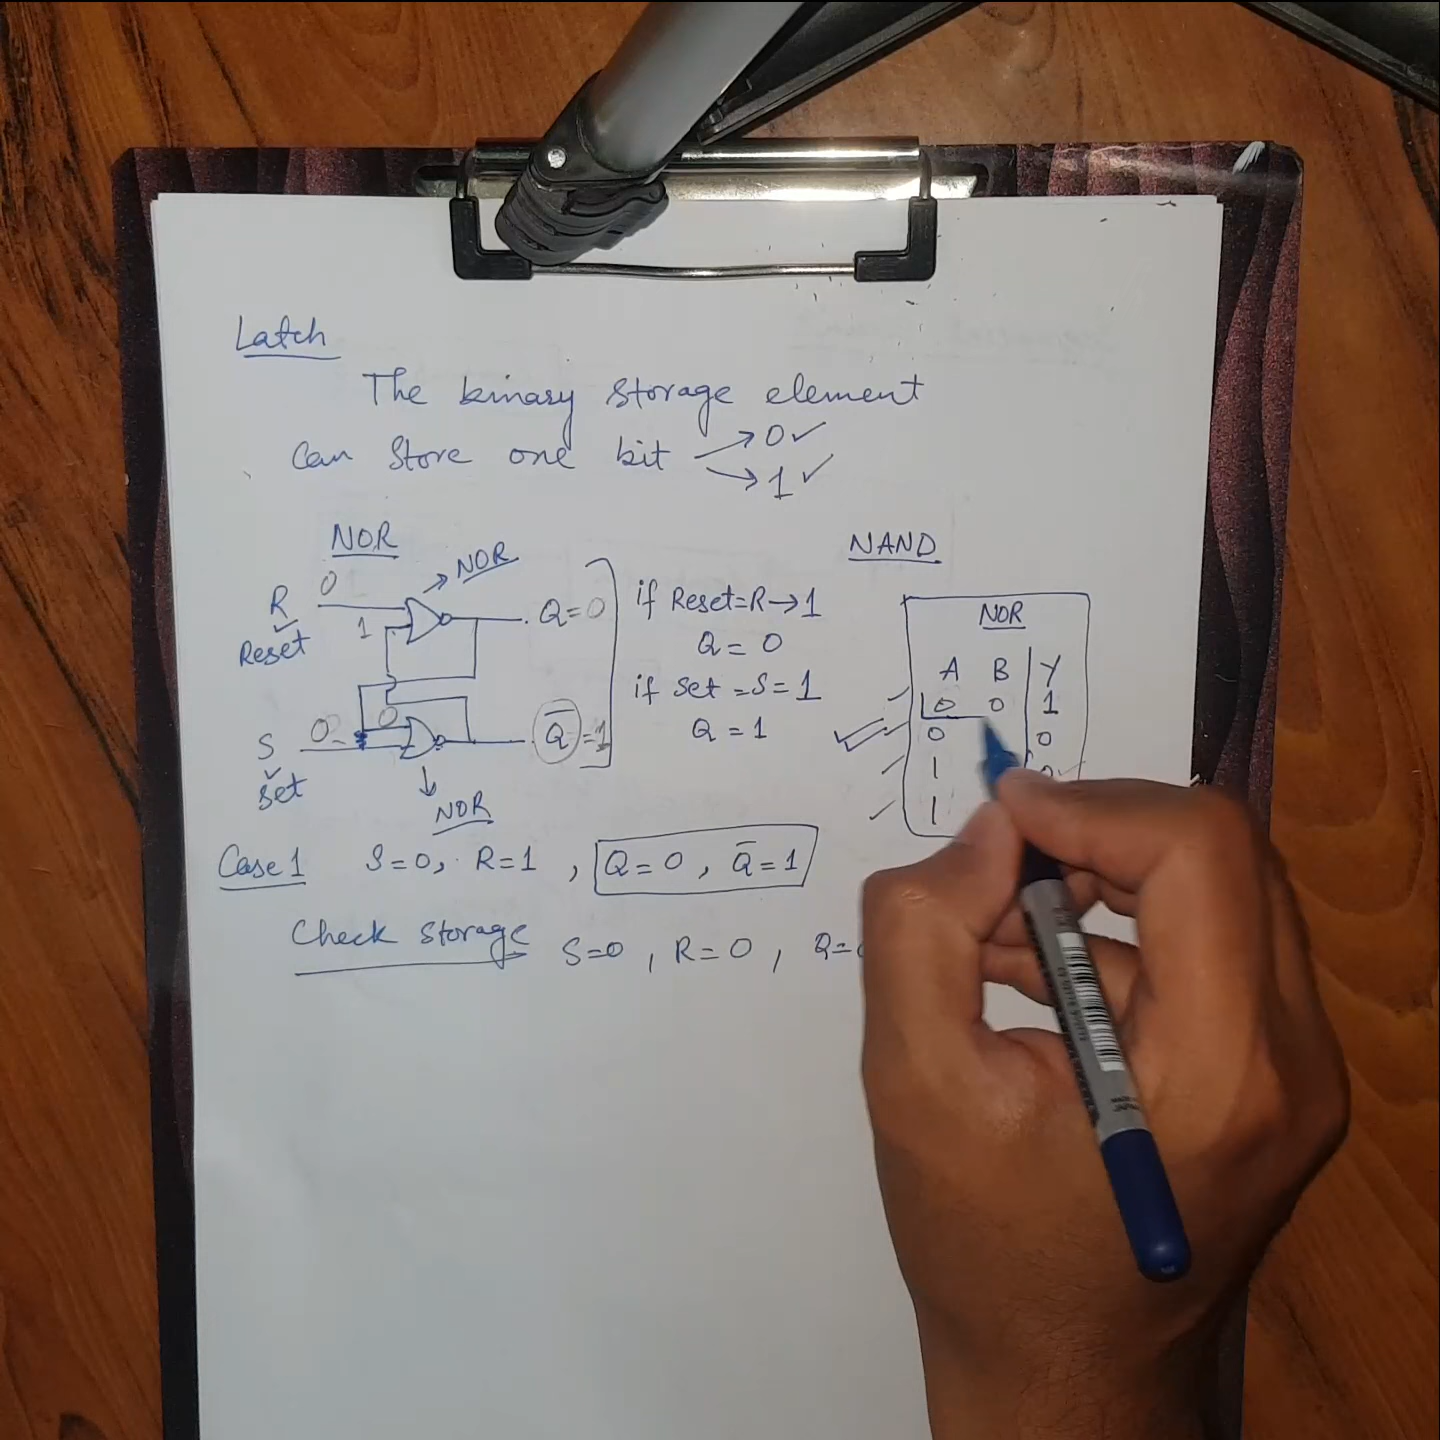 Latch
The binary storage element
Can Store one bit → 0 ✓
→ 1 ✓
NOR
→ NOR
R 0
Reset
1
Q = 0
S 0
Set
0
Q̄ = 1
↓
NOR
if Reset = R → 1
Q = 0
if Set = S = 1
Q = 1
NAND
NOR
A B Y
0 0 1
0 0
1 0
1
Case 1 S = 0, R = 1, Q = 0, Q̄ = 1
Check Storage S = 0, R = 0, Q =